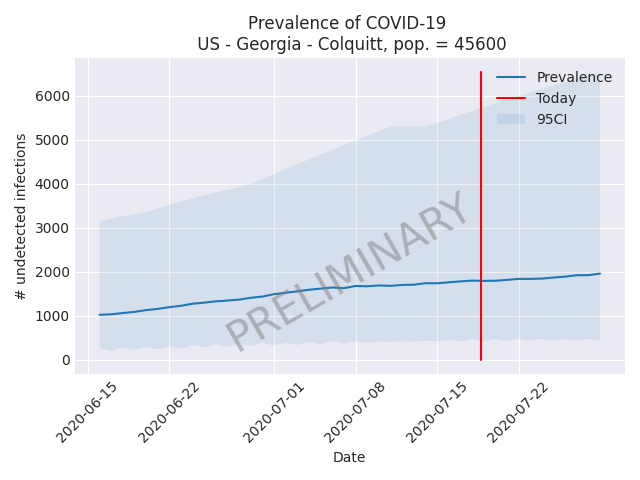 Prevalence of COVID-19
US - Georgia - Colquitt, pop. = 45600
Prevalence
Today
95CI
6000
5000
4000
3000
2000
1000
0
# undetected infections
PRELIMINARY
2020-06-15
2020-06-22
2020-07-01
2020-07-08
2020-07-15
2020-07-22
Date